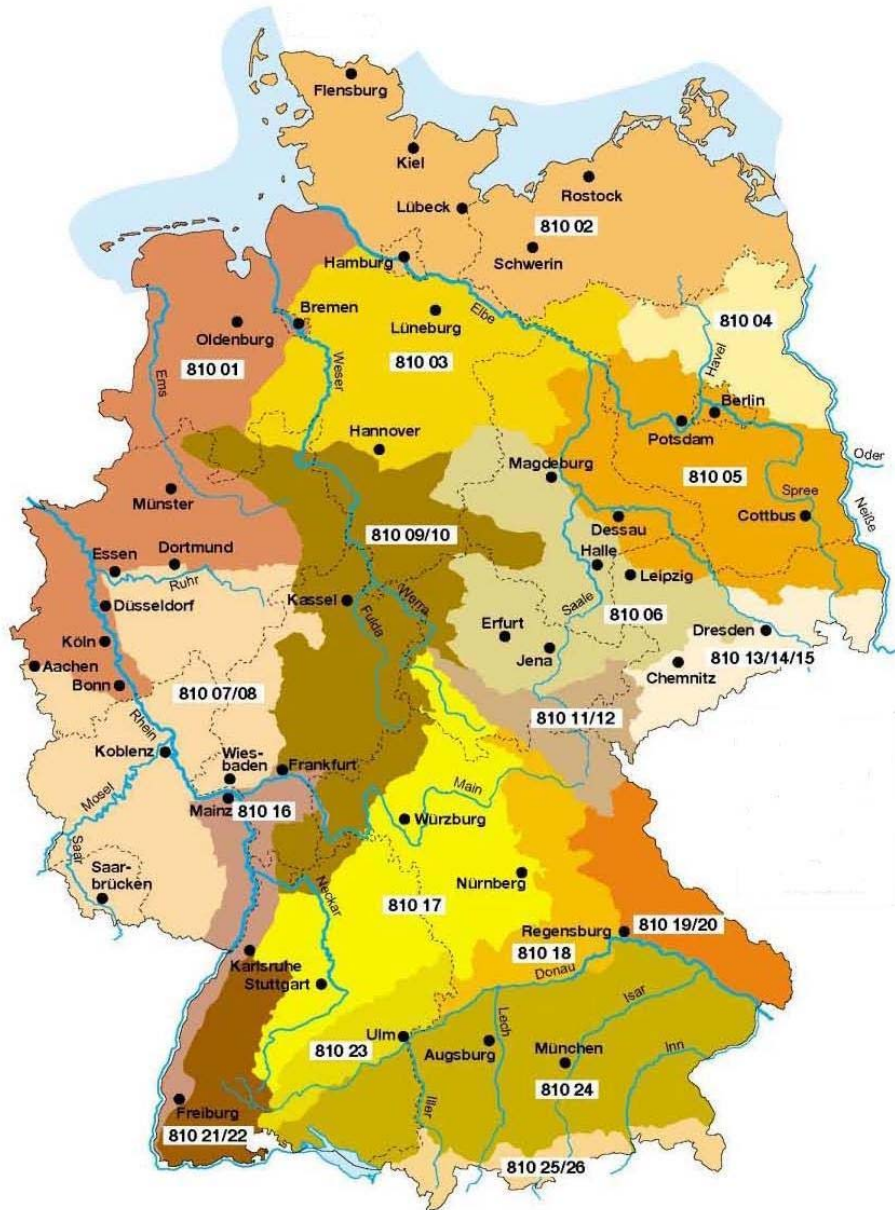 Flensburg
Kiel
Rostock
Lübeck
810 02
Hamburg
Schwerin
Elbe
Bremen
Lüneburg
810 04
Havel
Oldenburg
810 01
810 03
Weser
Ems
Berlin
Potsdam
Hannover
Magdeburg
810 05
Oder
Münster
Spree
Neiße
Cottbus
Dessau
810 09/10
Halle
Essen
Dortmund
Ruhr
Leipzig
Düsseldorf
Kassel
Fulda
Werra
Saale
810 06
Erfurt
Dresden
Köln
Jena
810 13/14/15
Aachen
Chemnitz
Bonn
810 07/08
Rhein
810 11/12
Koblenz
Wies-
baden
Frankfurt
Mosel
Main
Mainz
810 16
Würzburg
Saar
Saar-
brücken
Neckar
Nürnberg
810 17
Regensburg
810 19/20
810 18
Karlsruhe
Stuttgart
Donau
Isar
Lech
Ulm
810 23
Augsburg
München
Inn
810 24
Iller
Freiburg
810 21/22
810 25/26